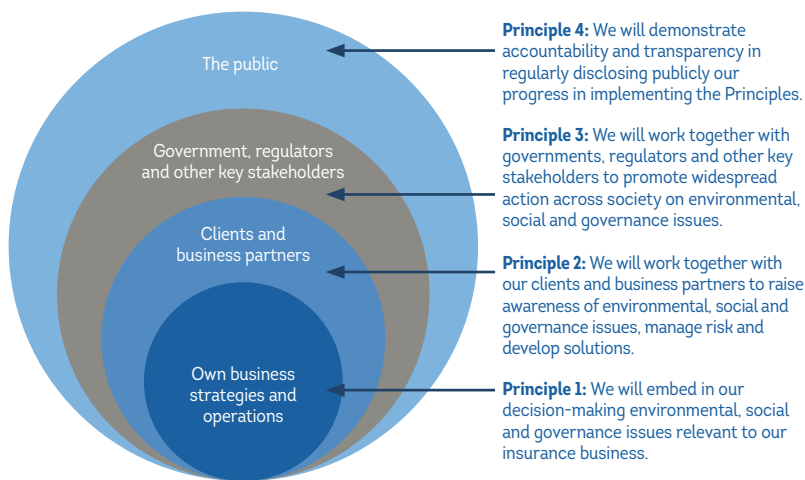 The public
Principle 4: We will demonstrate
accountability and transparency in
regularly disclosing publicly our
progress in implementing the Principles.
Government, regulators
and other key stakeholders
Principle 3: We will work together with
governments, regulators and other key
stakeholders to promote widespread
action across society on environmental,
social and governance issues.
Clients and
business partners
Principle 2: We will work together with
our clients and business partners to raise
awareness of environmental, social and
governance issues, manage risk and
develop solutions.
Own business
strategies and
operations
Principle 1: We will embed in our
decision-making environmental, social
and governance issues relevant to our
insurance business.